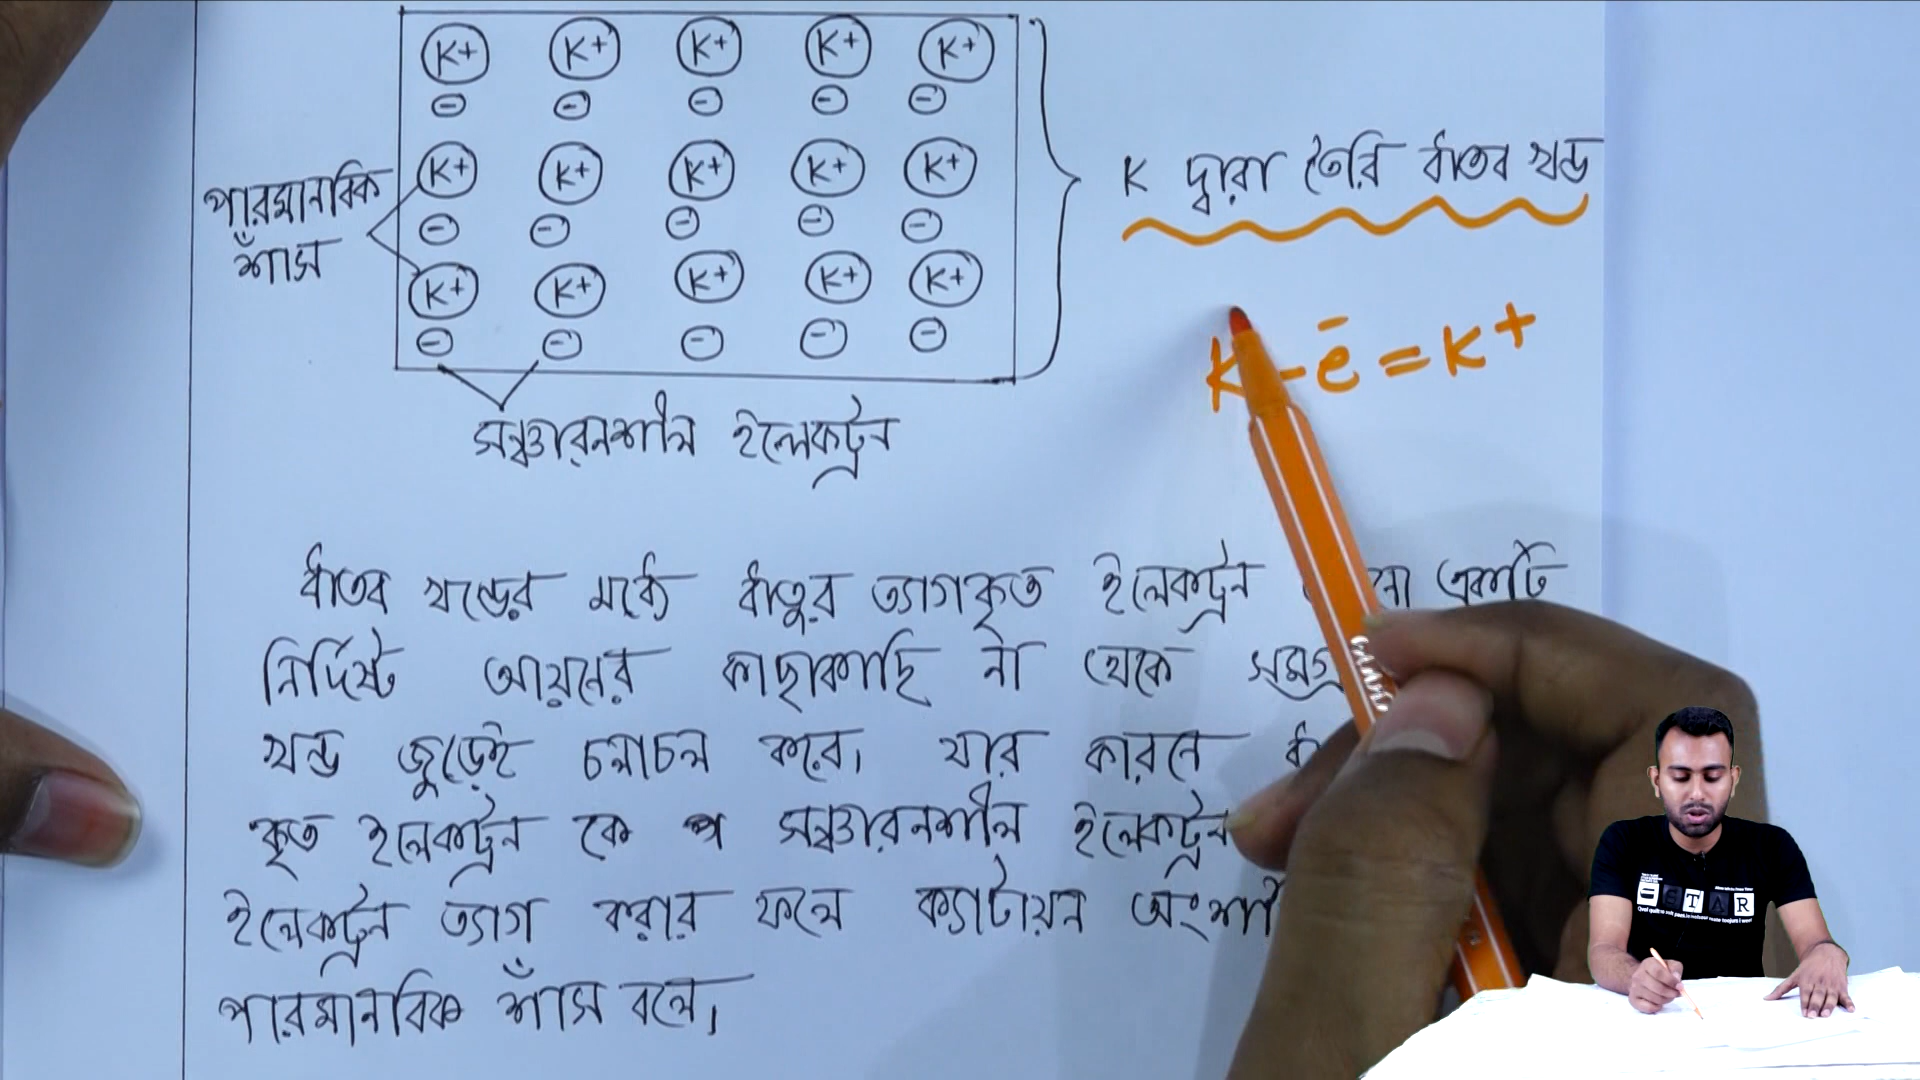 K+ K+ K+ K+ K+
- - - - -
K+ K+ K+ K+ K+
- - - - -
K+ K+ K+ K+ K+
- - - - -
পারমানবিক
শাঁস
সঞ্চারনশীল ইলেকট্রন
K দ্বারা তৈরি ধাতব খন্ড
K - e̅ = K+
ধাতব খন্ডের মধ্যে ধাতুর ত্যাগকৃত ইলেকট্রন একটি
নির্দিষ্ট আয়নের কাছাকাছি না থেকে সমগ্র
খন্ড জুড়েই চলাচল করে। যার কারনে
কৃত ইলেকট্রন কে সঞ্চারনশীল ইলেকট্রন
ইলেকট্রন ত্যাগ করার ফলে ক্যাটায়ন
পারমানবিক শাঁস বলে।
STAR